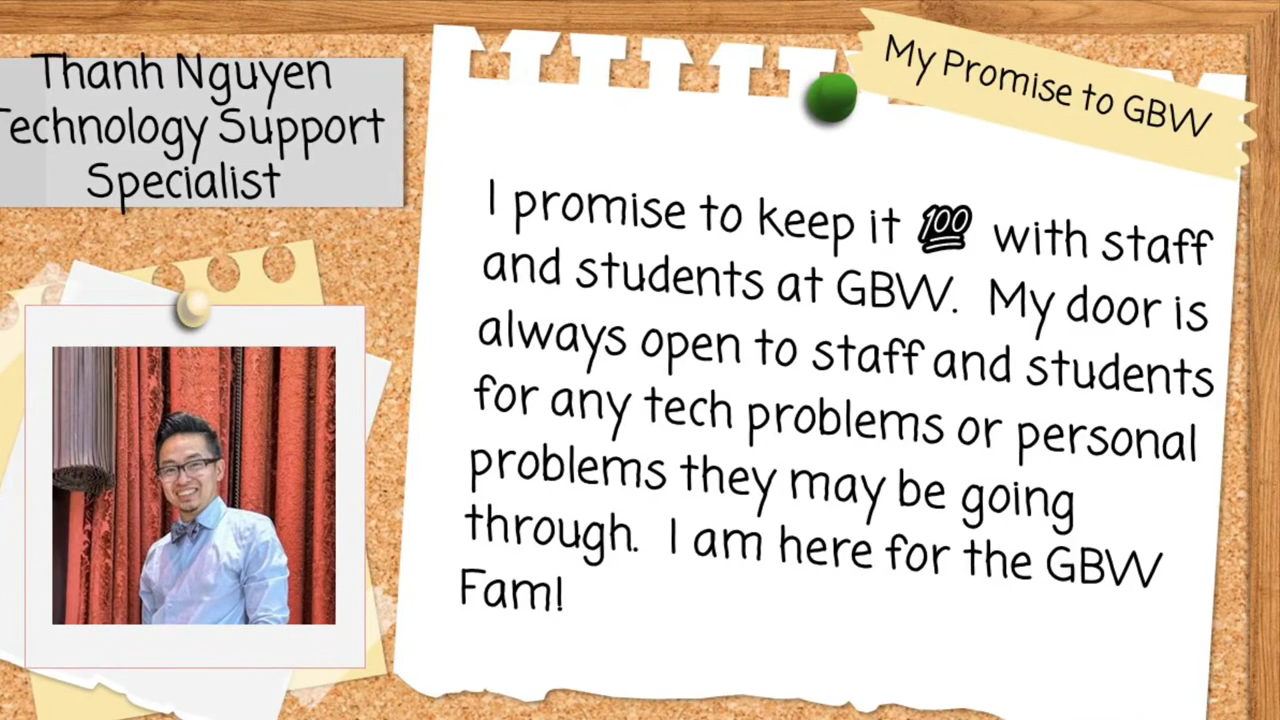 Thanh Nguyen
Technology Support
Specialist
My Promise to GBW
I promise to keep it 💯 with staff
and students at GBW. My door is
always open to staff and students
for any tech problems or personal
problems they may be going
through. I am here for the GBW
Fam!